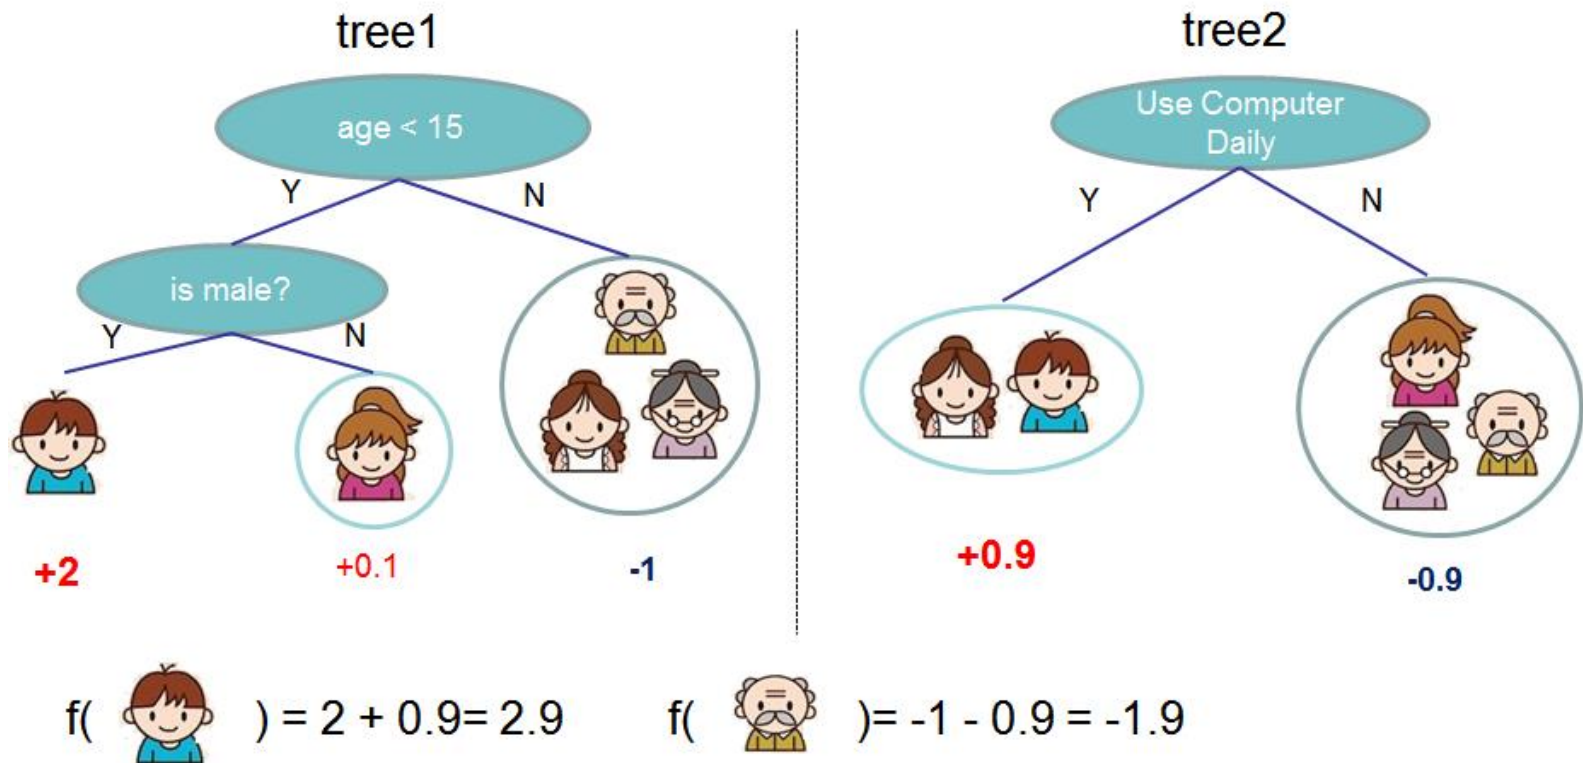 tree1
age < 15
Y
N
is male?
Y
N
+2
+0.1
-1
tree2
Use Computer
Daily
Y
N
+0.9
-0.9
f( ) = 2 + 0.9= 2.9
f( )= -1 - 0.9 = -1.9